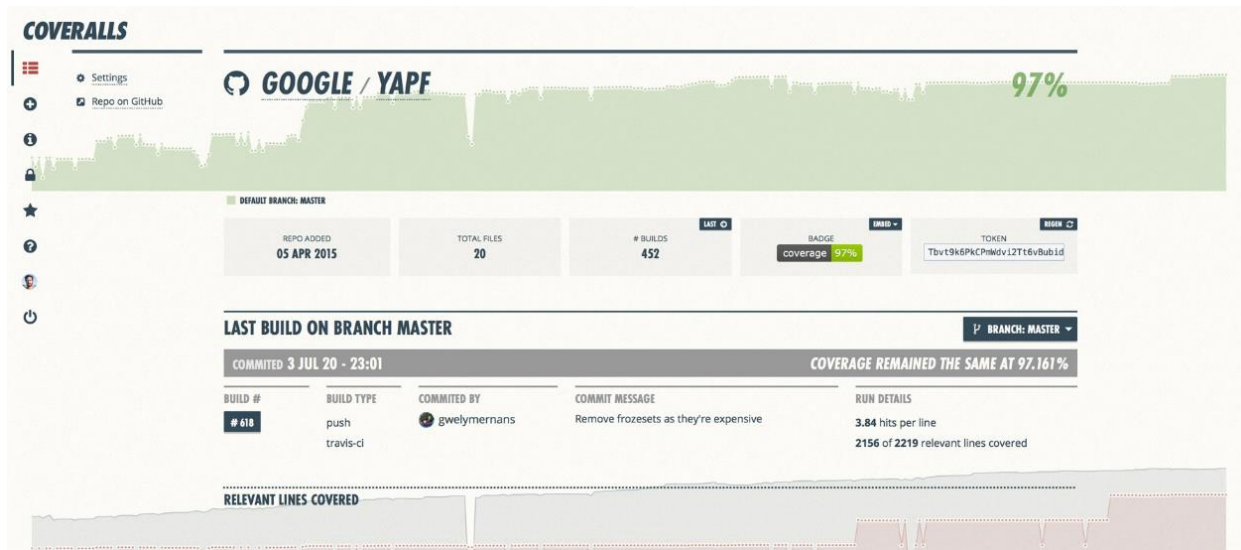 COVERALLS
Settings
Repo on GitHub
GOOGLE / YAPF
97%
DEFAULT BRANCH: MASTER
REPO ADDED
05 APR 2015
TOTAL FILES
20
LAST
# BUILDS
452
EMBED
BADGE
coverage 97%
REGEN
TOKEN
Tbvt9k6PkCPmWdvi2Tt6vBubid
LAST BUILD ON BRANCH MASTER
BRANCH: MASTER
COMMITED 3 JUL 20 - 23:01
COVERAGE REMAINED THE SAME AT 97.161%
BUILD #
# 618
BUILD TYPE
push
travis-ci
COMMITED BY
gwelymernans
COMMIT MESSAGE
Remove frozesets as they're expensive
RUN DETAILS
3.84 hits per line
2156 of 2219 relevant lines covered
RELEVANT LINES COVERED